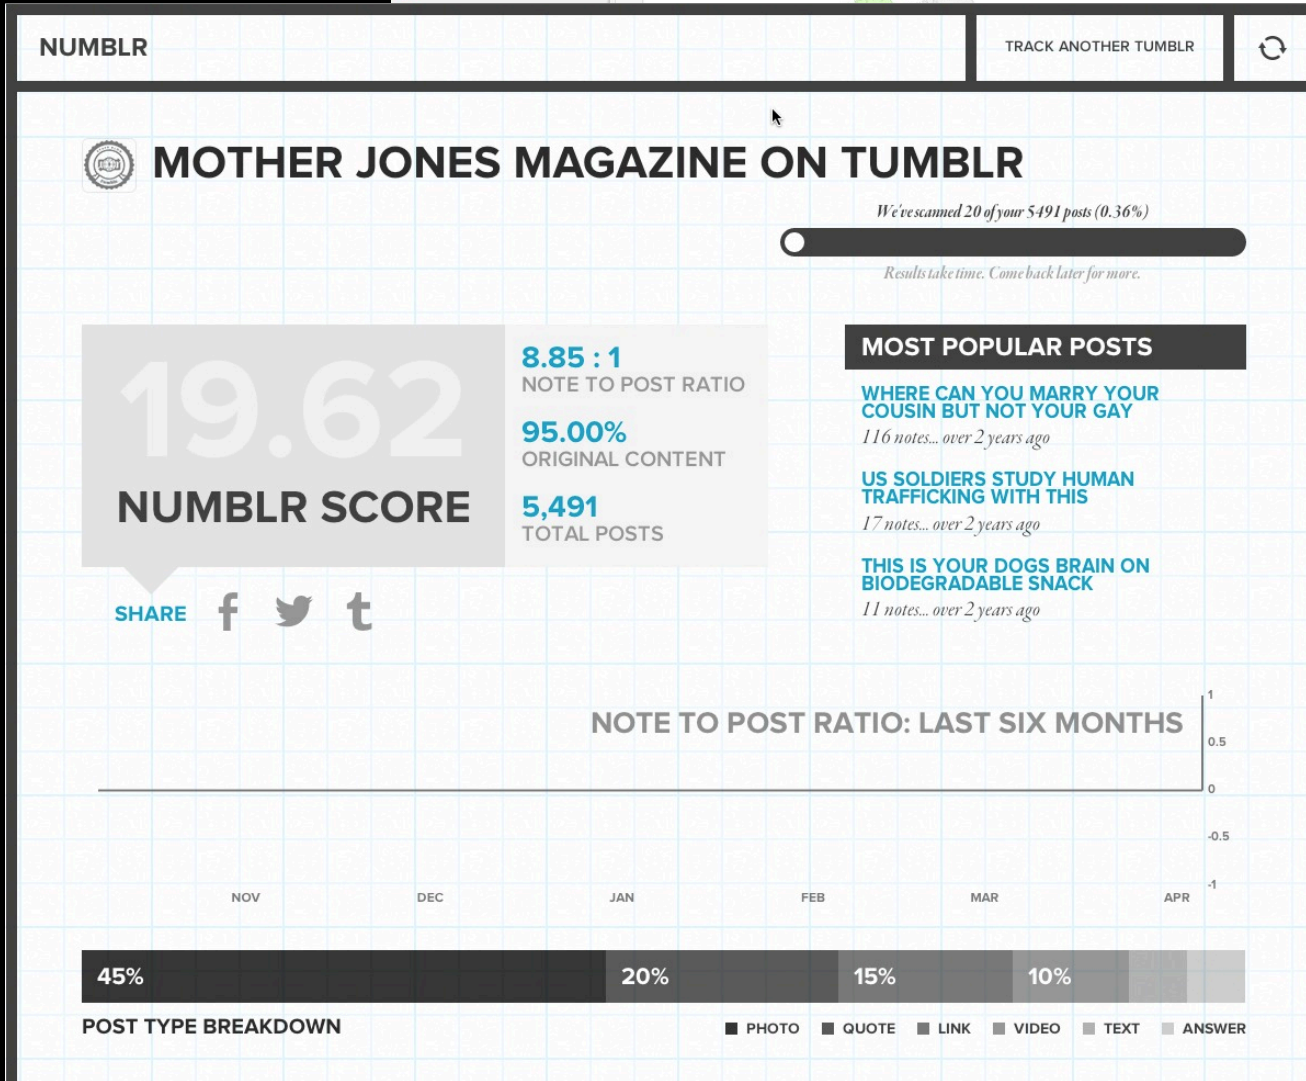 NUMBLR
TRACK ANOTHER TUMBLR
MOTHER JONES MAGAZINE ON TUMBLR
We've scanned 20 of your 5491 posts (0.36%)
Results take time. Come back later for more.
19.62
NUMBLR SCORE
8.85 : 1
NOTE TO POST RATIO
95.00%
ORIGINAL CONTENT
5,491
TOTAL POSTS
SHARE
MOST POPULAR POSTS
WHERE CAN YOU MARRY YOUR
COUSIN BUT NOT YOUR GAY
116 notes... over 2 years ago
US SOLDIERS STUDY HUMAN
TRAFFICKING WITH THIS
17 notes... over 2 years ago
THIS IS YOUR DOGS BRAIN ON
BIODEGRADABLE SNACK
11 notes... over 2 years ago
NOTE TO POST RATIO: LAST SIX MONTHS
1
0.5
0
-0.5
-1
NOV DEC JAN FEB MAR APR
45% 20% 15% 10%
POST TYPE BREAKDOWN
PHOTO QUOTE LINK VIDEO TEXT ANSWER